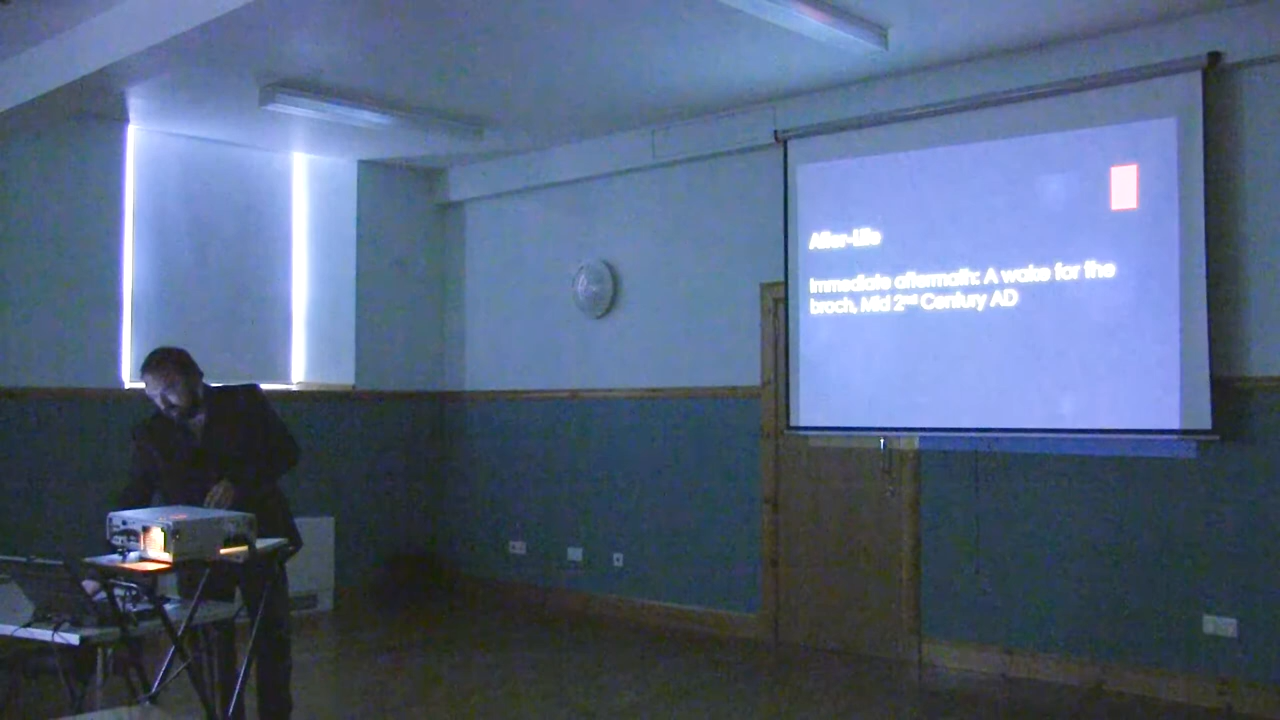 After-Life
Immediate aftermath: A wake for the
broch, Mid 2nd Century AD